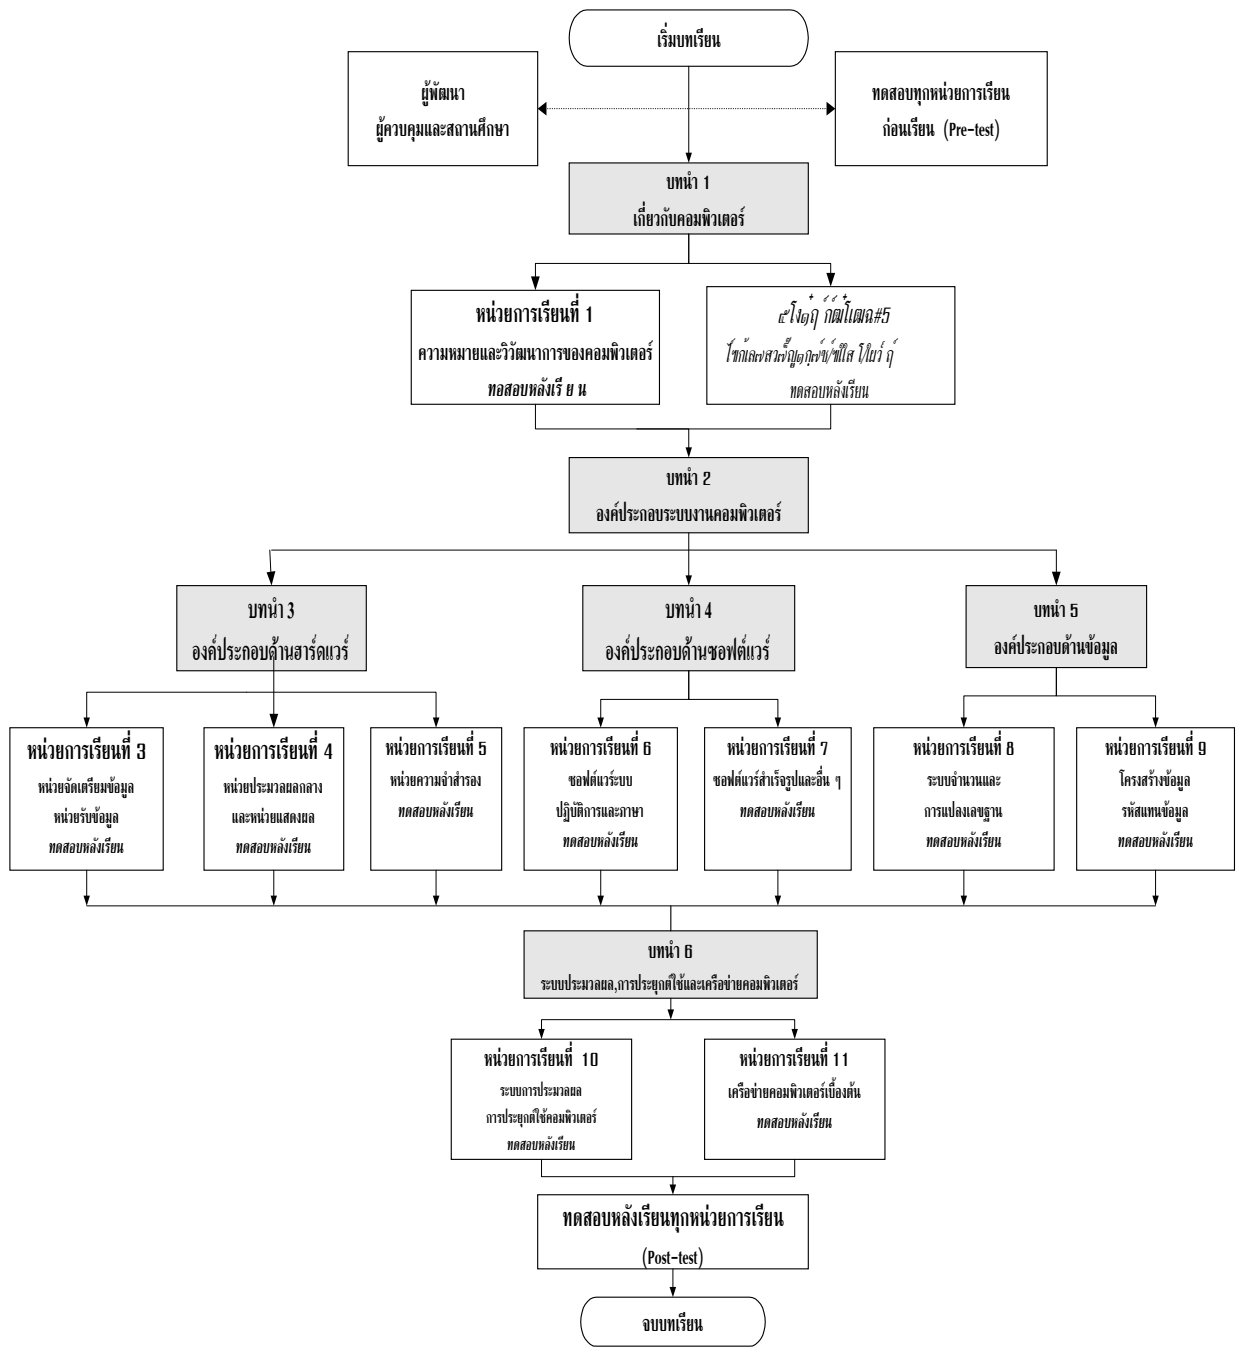 เริ่มบทเรียน
ผู้พัฒนา
ผู้ควบคุมและสถานศึกษา
ทดสอบทุกหน่วยการเรียน
ก่อนเรียน (Pre-test)
บทนำ 1
เกี่ยวกับคอมพิวเตอร์
หน่วยการเรียนที่ 1
ความหมายและวิวัฒนาการของคอมพิวเตอร์
ทอสอบหลังเรี ย น
ทดสอบหลังเรียน
บทนำ 2
องค์ประกอบระบบงานคอมพิวเตอร์
บทนำ 3
องค์ประกอบด้านฮาร์ดแวร์
บทนำ 4
องค์ประกอบด้านซอฟต์แวร์
บทนำ 5
องค์ประกอบด้านข้อมูล
หน่วยการเรียนที่ 3
หน่วยจัดเตรียมข้อมูล
หน่วยรับข้อมูล
ทดสอบหลังเรียน
หน่วยการเรียนที่ 4
หน่วยประมวลผลกลาง
และหน่วยแสดงผล
ทดสอบหลังเรียน
หน่วยการเรียนที่ 5
หน่วยความจำสำรอง
ทดสอบหลังเรียน
หน่วยการเรียนที่ 6
ซอฟต์แวร์ะบบ
ปฏิบัติการและภาษา
ทดสอบหลังเรียน
หน่วยการเรียนที่ 7
ซอฟต์แวร์สำเร็จรูปและอื่น ๆ
ทดสอบหลังเรียน
หน่วยการเรียนที่ 8
ระบบจำนวนและ
การแปลงเลขฐาน
ทดสอบหลังเรียน
หน่วยการเรียนที่ 9
โครงสร้างข้อมูล
รหัสแทนข้อมูล
ทดสอบหลังเรียน
บทนำ 6
ระบบประมวลผล,การประยุกต์ใช้และเครือข่ายคอมพิวเตอร์
หน่วยการเรียนที่ 10
ระบบการประมวลผล
การประยุกต์ใช้คอมพิวเตอร์
ทดสอบหลังเรียน
หน่วยการเรียนที่ 11
เครือข่ายคอมพิวเตอร์เบื้องต้น
ทดสอบหลังเรียน
ทดสอบหลังเรียนทุกหน่วยการเรียน
(Post-test)
จบบทเรียน